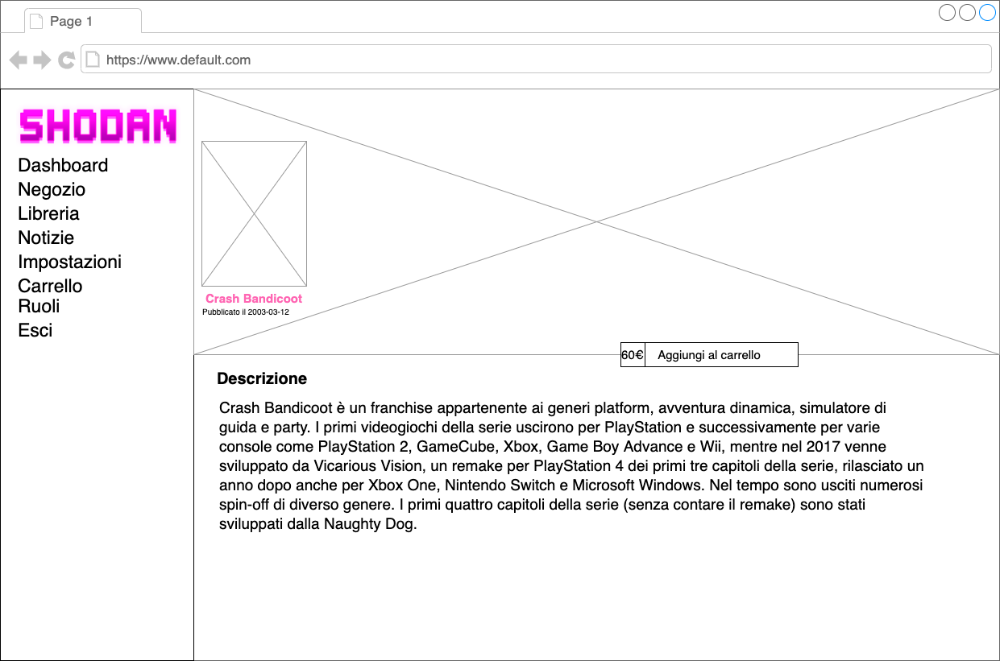 Page 1
https://www.default.com
SHODAN
Dashboard
Negozio
Libreria
Notizie
Impostazioni
Carrello
Ruoli
Esci
Crash Bandicoot
Pubblicato il 2003-03-12
60€ Aggiungi al carrello
Descrizione
Crash Bandicoot è un franchise appartenente ai generi platform, avventura dinamica, simulatore di
guida e party. I primi videogiochi della serie uscirono per PlayStation e successivamente per varie
console come PlayStation 2, GameCube, Xbox, Game Boy Advance e Wii, mentre nel 2017 venne
sviluppato da Vicarious Vision, un remake per PlayStation 4 dei primi tre capitoli della serie, rilasciato un
anno dopo anche per Xbox One, Nintendo Switch e Microsoft Windows. Nel tempo sono usciti numerosi
spin-off di diverso genere. I primi quattro capitoli della serie (senza contare il remake) sono stati
sviluppati dalla Naughty Dog.